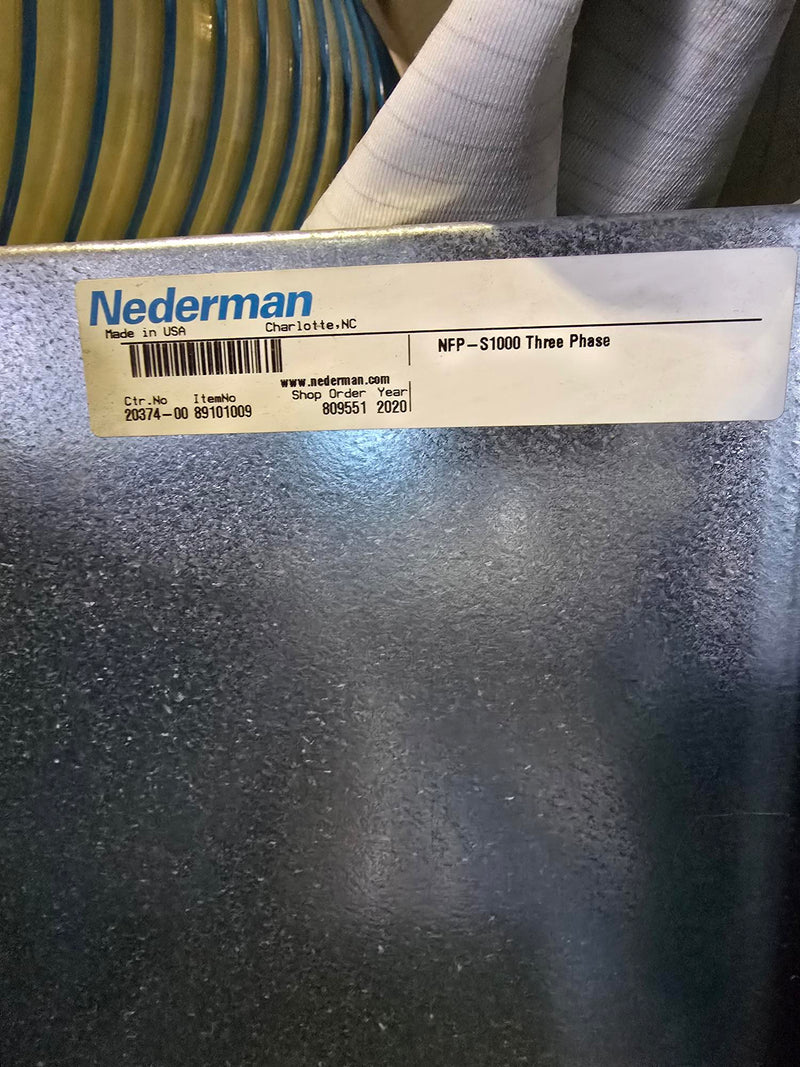 Nederman
Made in USA Charlotte,NC
NFP-S1000 Three Phase
www.nederman.com
Ctr.No ItemNo Shop Order Year
20374-00 89101009 809551 2020